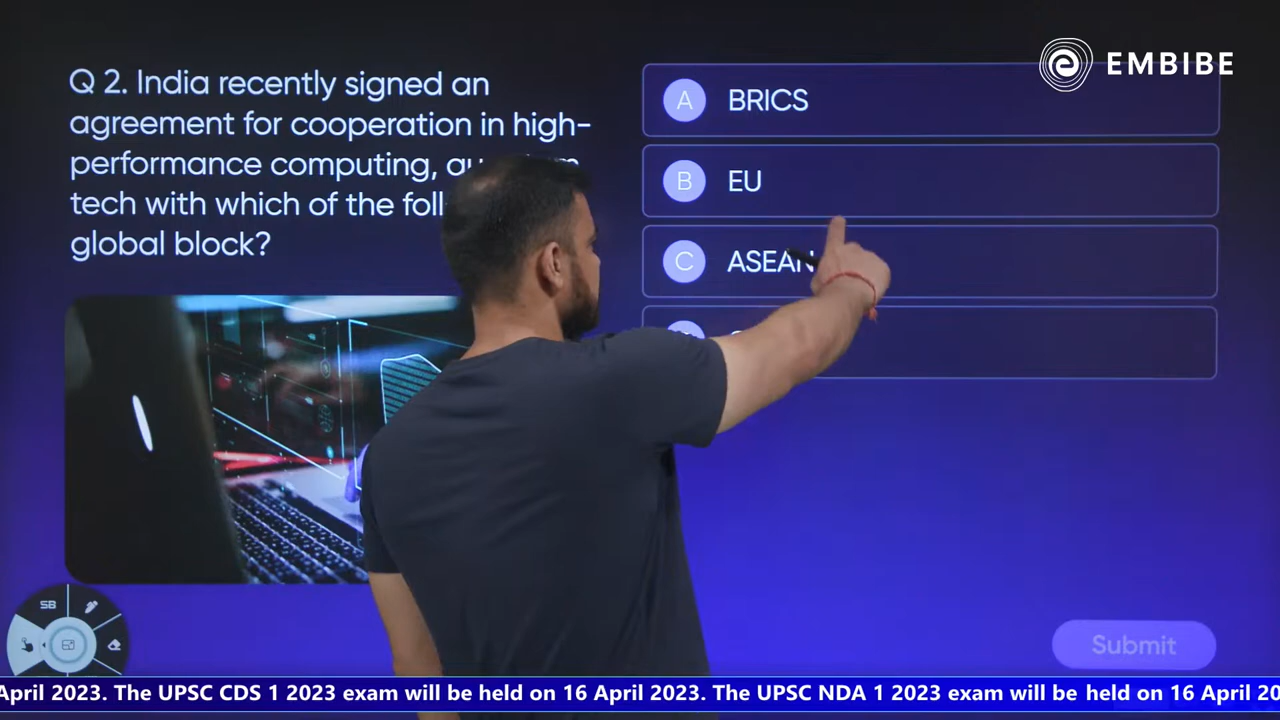 EMBIBE
Q 2. India recently signed an
agreement for cooperation in high-
performance computing,
tech with which of the
global block?
A BRICS
B EU
C ASEAN
SB
Submit
April 2023. The UPSC CDS 1 2023 exam will be held on 16 April 2023. The UPSC NDA 1 2023 exam will be held on 16 April 20